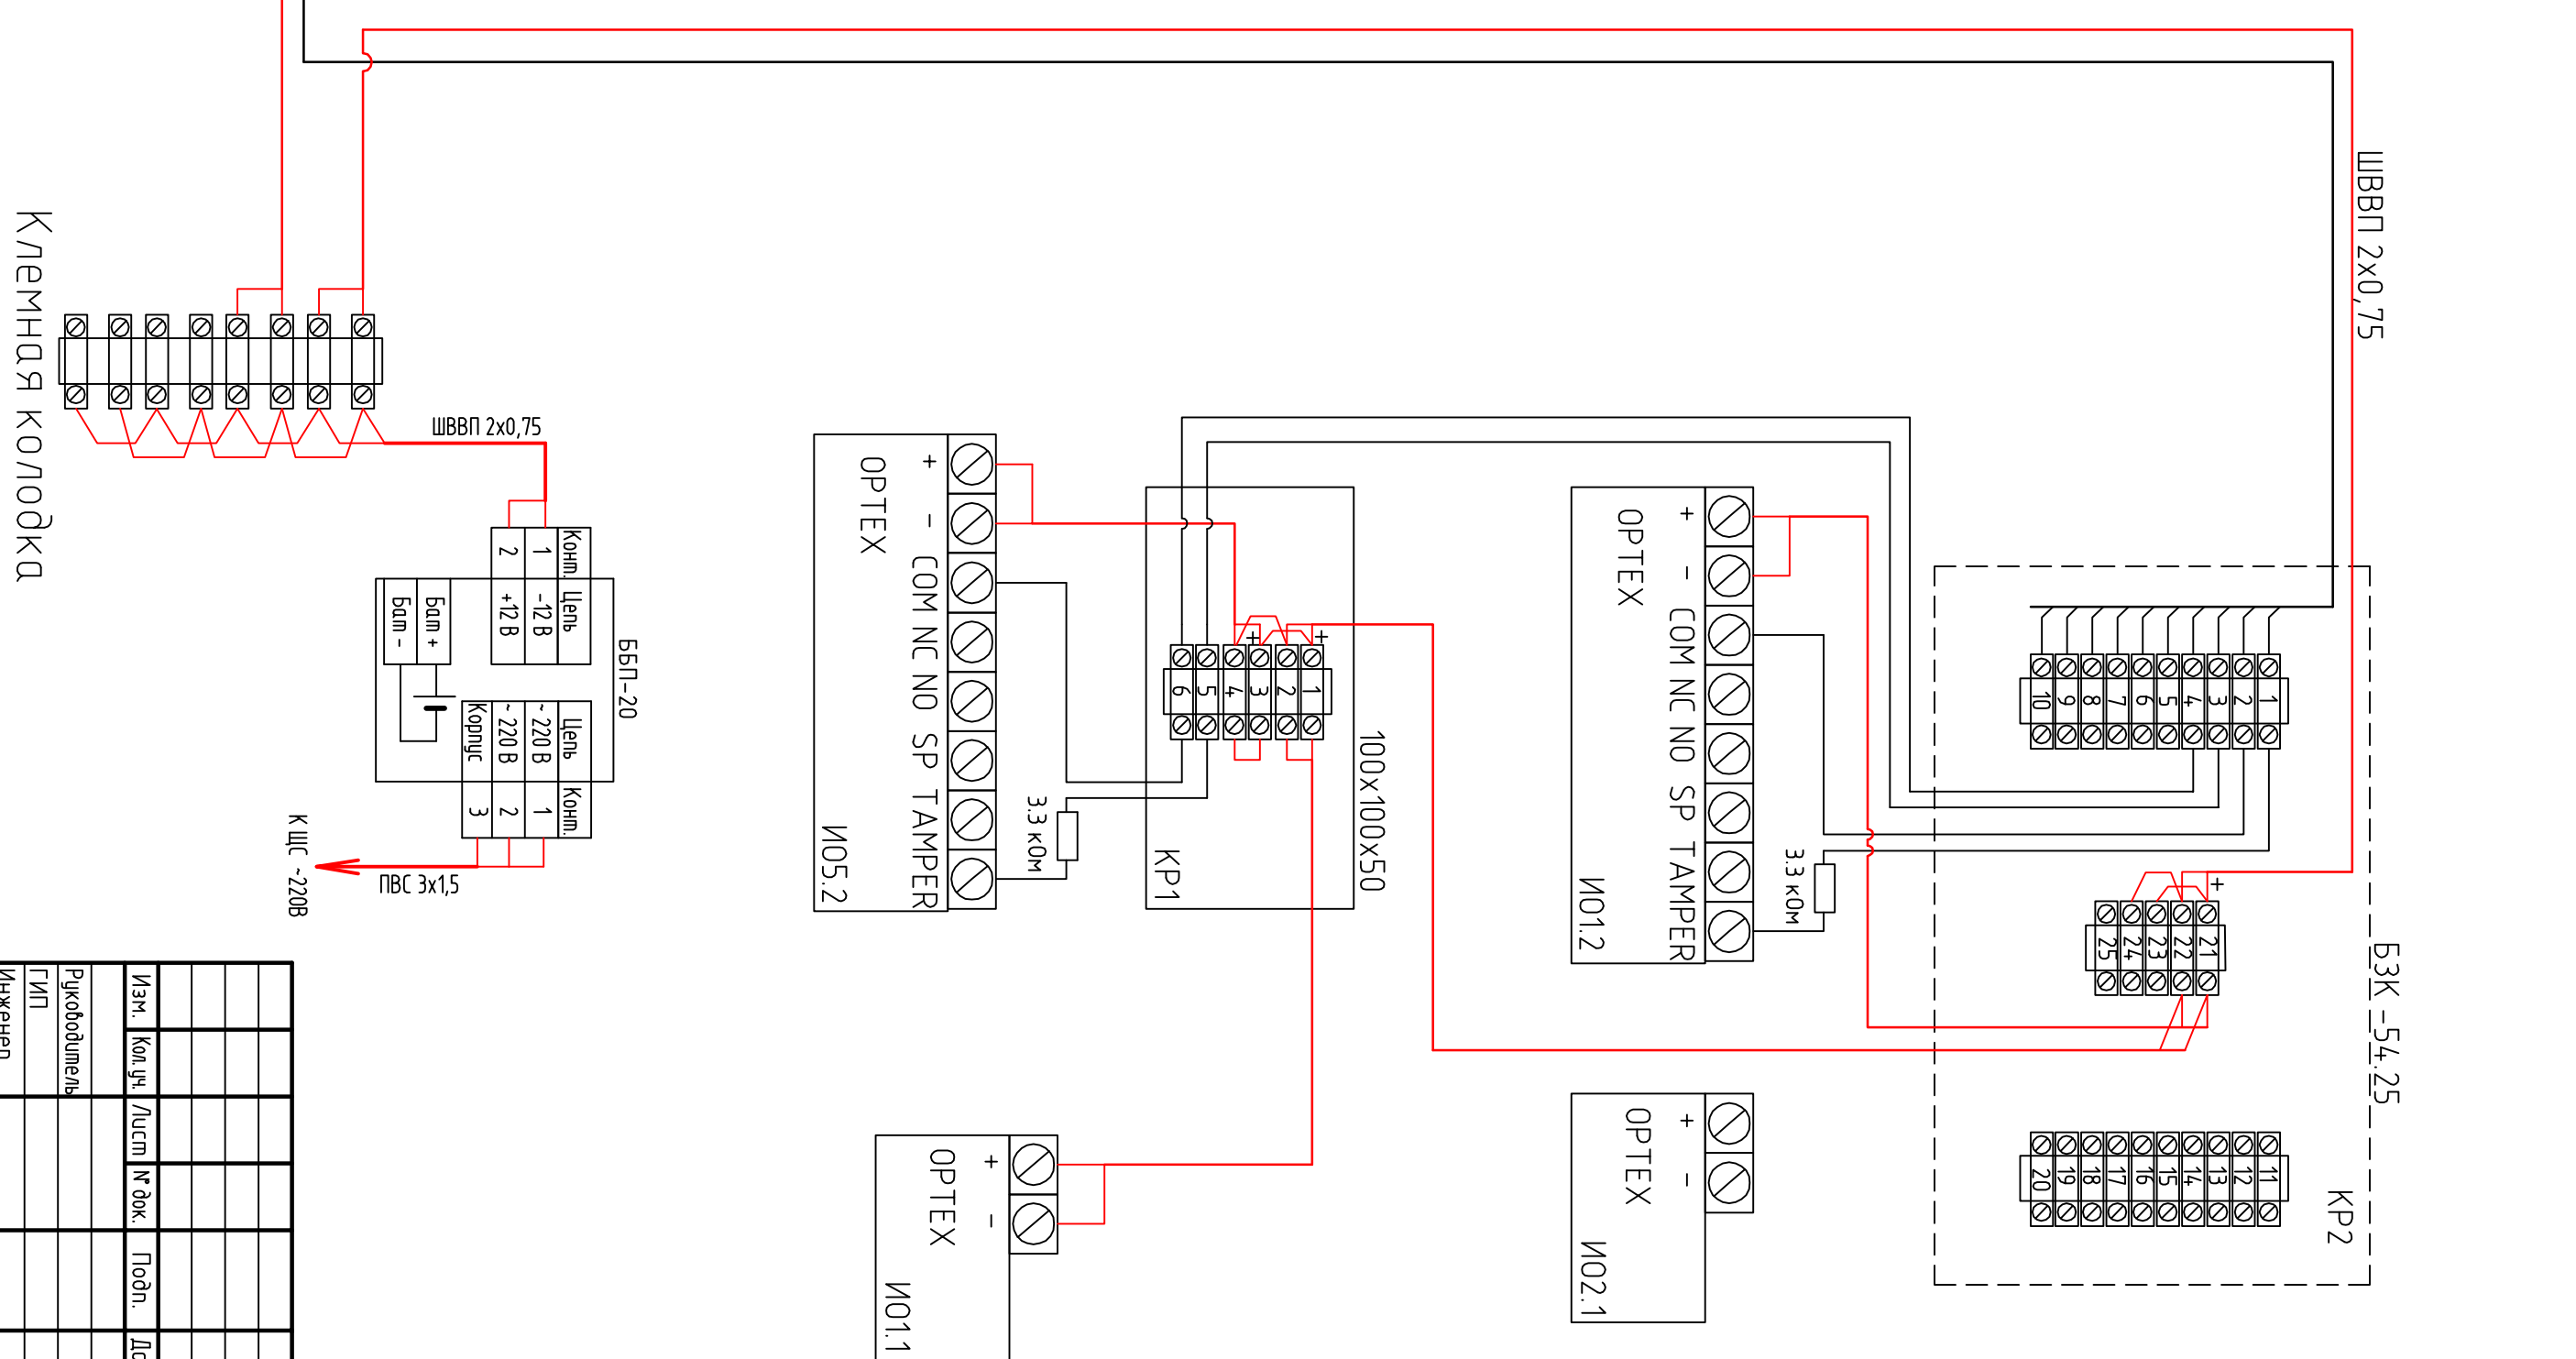 ШВВП 2х0,75
БЗК -54.25
КР2
1
2
3
4
5
6
7
8
9
10
+
21
22
23
24
25
11
12
13
14
15
16
17
18
19
20
+
-
COM
NC
NO
SP
TAMPER
OPTEX
ИО1.2
3.3 кОм
+
-
OPTEX
ИО2.1
100х100х50
КР1
+
+
1
2
3
4
5
6
3.3 кОм
+
-
COM
NC
NO
SP
TAMPER
OPTEX
ИО5.2
+
-
OPTEX
ИО1.1
ББП-20
Конт. Цепь
1 -12 В
2 +12 В
Бат +
Бат -
Цепь Конт.
~ 220 В 1
~ 220 В 2
Корпус 3
ШВВП 2х0,75
ПВС 3х1,5
К ЩС ~220В
Клемная колодка
Изм. Кол.уч. Лист № док. Подп.
Руководитель
ГИП